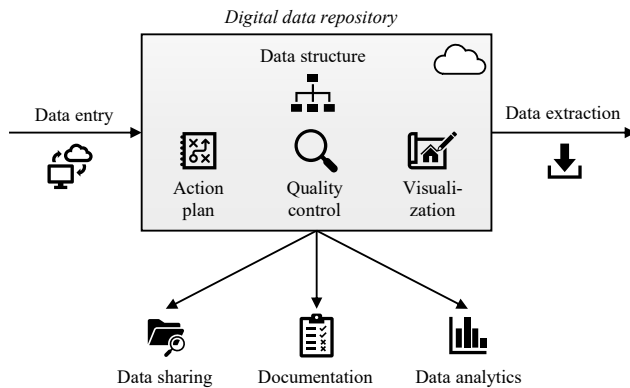 Digital data repository
Data structure
Data entry
Data extraction
Action
plan
Quality
control
Visuali-
zation
Data sharing
Documentation
Data analytics